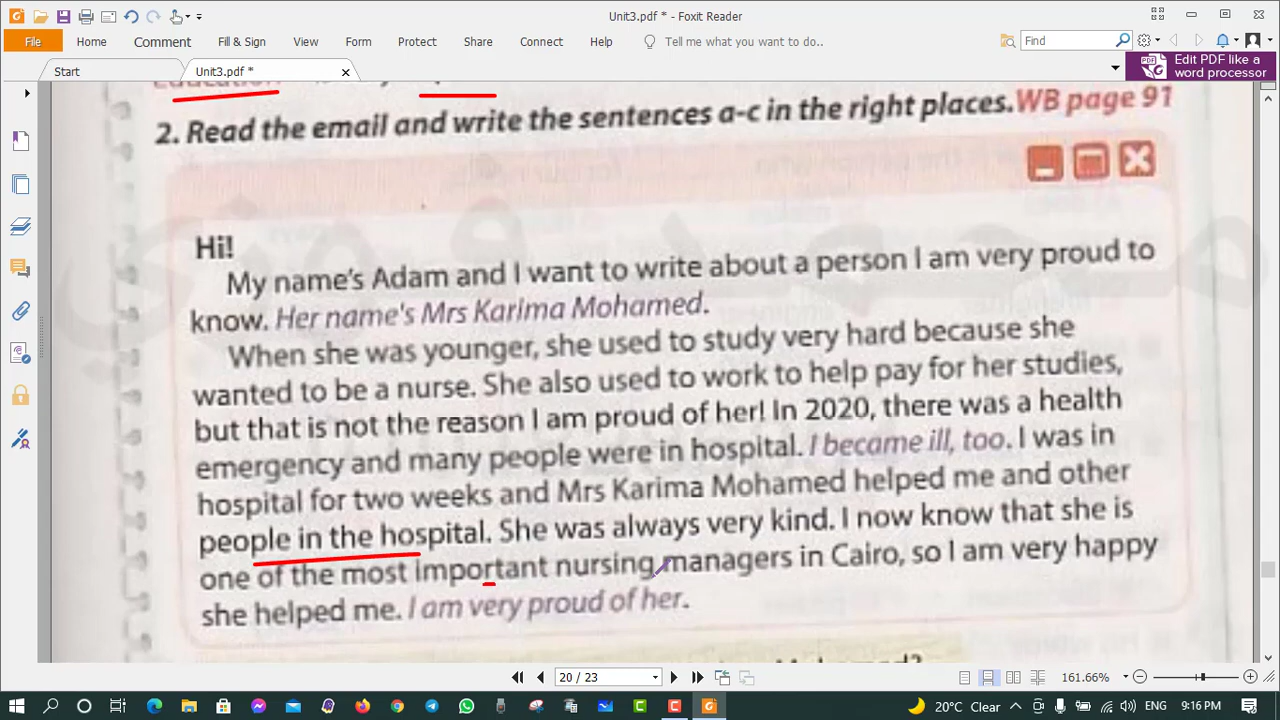 Unit3.pdf * - Foxit Reader
File Home Comment Fill & Sign View Form Protect Share Connect Help Tell me what you want to do.. Find
Start Unit3.pdf * Edit PDF like a word processor
Education
2. Read the email and write the sentences a-c in the right places. WB page 91
Hi!
My name's Adam and I want to write about a person I am very proud to
know. Her name's Mrs Karima Mohamed.
When she was younger, she used to study very hard because she
wanted to be a nurse. She also used to work to help pay for her studies,
but that is not the reason I am proud of her! In 2020, there was a health
emergency and many people were in hospital. I became ill, too. I was in
hospital for two weeks and Mrs Karima Mohamed helped me and other
people in the hospital. She was always very kind. I now know that she is
one of the most important nursing managers in Cairo, so I am very happy
she helped me. I am very proud of her.
20 / 23 161.66%
20°C Clear ENG 9:16 PM